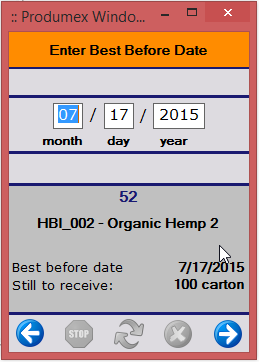 :: Produmex Windo...
Enter Best Before Date
07 / 17 / 2015
month day year
52
HBI_002 - Organic Hemp 2
Best before date 7/17/2015
Still to receive: 100 carton
STOP